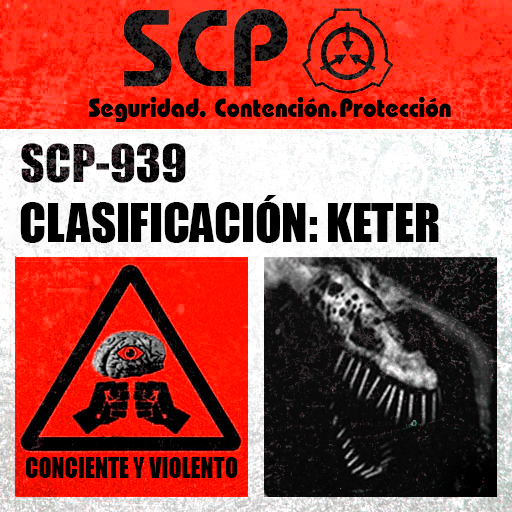 SCP
Seguridad. Contención.Protección
SCP-939
CLASIFICACIÓN: KETER
CONCIENTE Y VIOLENTO